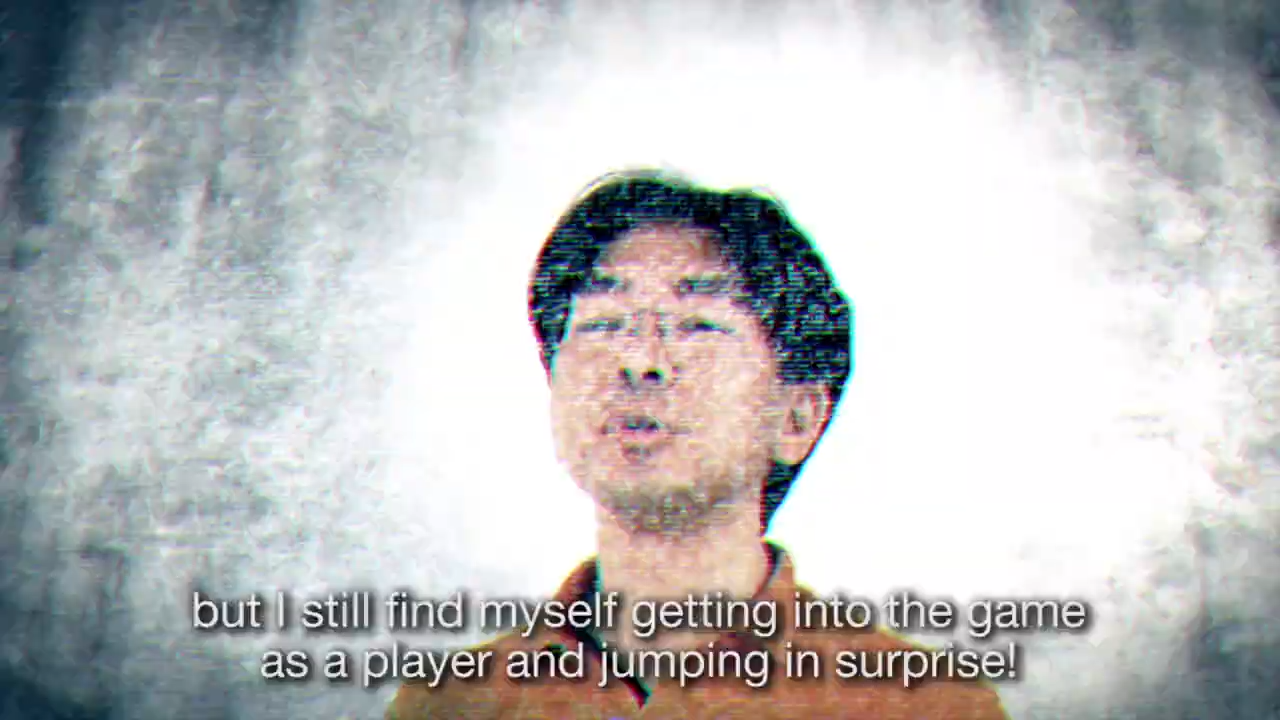 but I still find myself getting into the game
as a player and jumping in surprise!